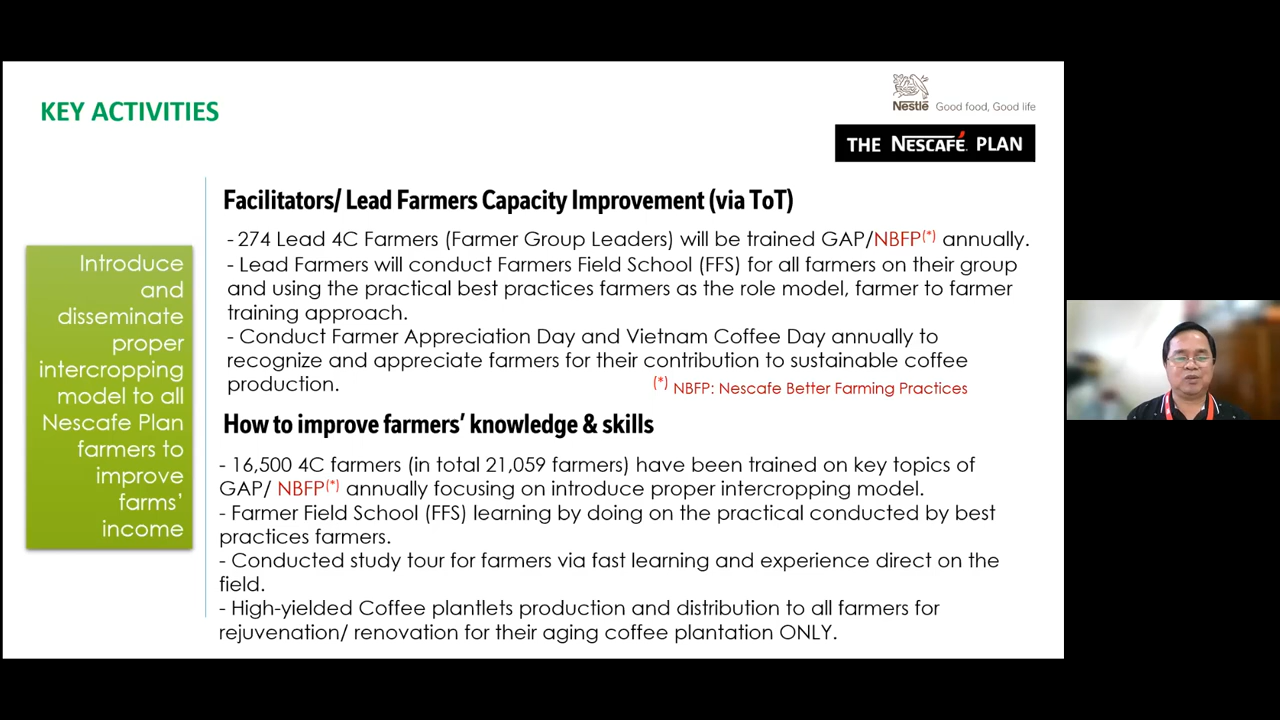 KEY ACTIVITIES
Nestlé Good food, Good life
THE NESCAFÉ. PLAN
Introduce
and
disseminate
proper
intercropping
model to all
Nescafe Plan
farmers to
improve
farms’
income
Facilitators/ Lead Farmers Capacity Improvement (via ToT)
- 274 Lead 4C Farmers (Farmer Group Leaders) will be trained GAP/NBFP(*) annually.
- Lead Farmers will conduct Farmers Field School (FFS) for all farmers on their group
and using the practical best practices farmers as the role model, farmer to farmer
training approach.
- Conduct Farmer Appreciation Day and Vietnam Coffee Day annually to
recognize and appreciate farmers for their contribution to sustainable coffee
production.
(*) NBFP: Nescafe Better Farming Practices
How to improve farmers’ knowledge & skills
- 16,500 4C farmers (in total 21,059 farmers) have been trained on key topics of
GAP/ NBFP(*) annually focusing on introduce proper intercropping model.
- Farmer Field School (FFS) learning by doing on the practical conducted by best
practices farmers.
- Conducted study tour for farmers via fast learning and experience direct on the
field.
- High-yielded Coffee plantlets production and distribution to all farmers for
rejuvenation/ renovation for their aging coffee plantation ONLY.